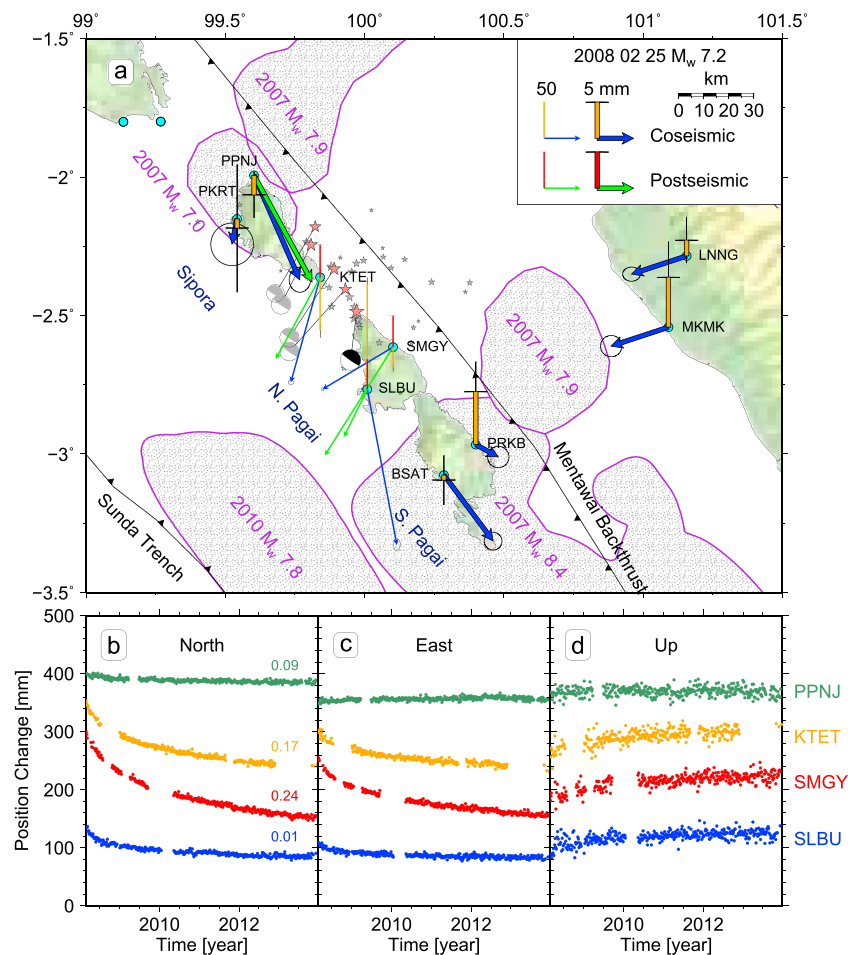 99° 99.5° 100° 100.5° 101° 101.5°
−1.5°
−2°
−2.5°
−3°
−3.5°
a
2008 02 25 Mw 7.2
50 5 mm km
0 10 20 30
Coseismic
Postseismic
2007 Mw 7.9
2007 Mw 7.0
PPNJ
PKRT
Sipora
KTET
LNNG
MKMK
SMGY
SLBU
N. Pagai
2007 Mw 7.9
PRKB
BSAT
S. Pagai
2007 Mw 8.4
Mentawai Backthrust
2010 Mw 7.8
Sunda Trench
Position Change [mm]
500
400
300
200
100
0
b North
0.09
0.17
0.24
0.01
c East
d Up
PPNJ
KTET
SMGY
SLBU
2010 2012 2010 2012 2010 2012
Time [year] Time [year] Time [year]